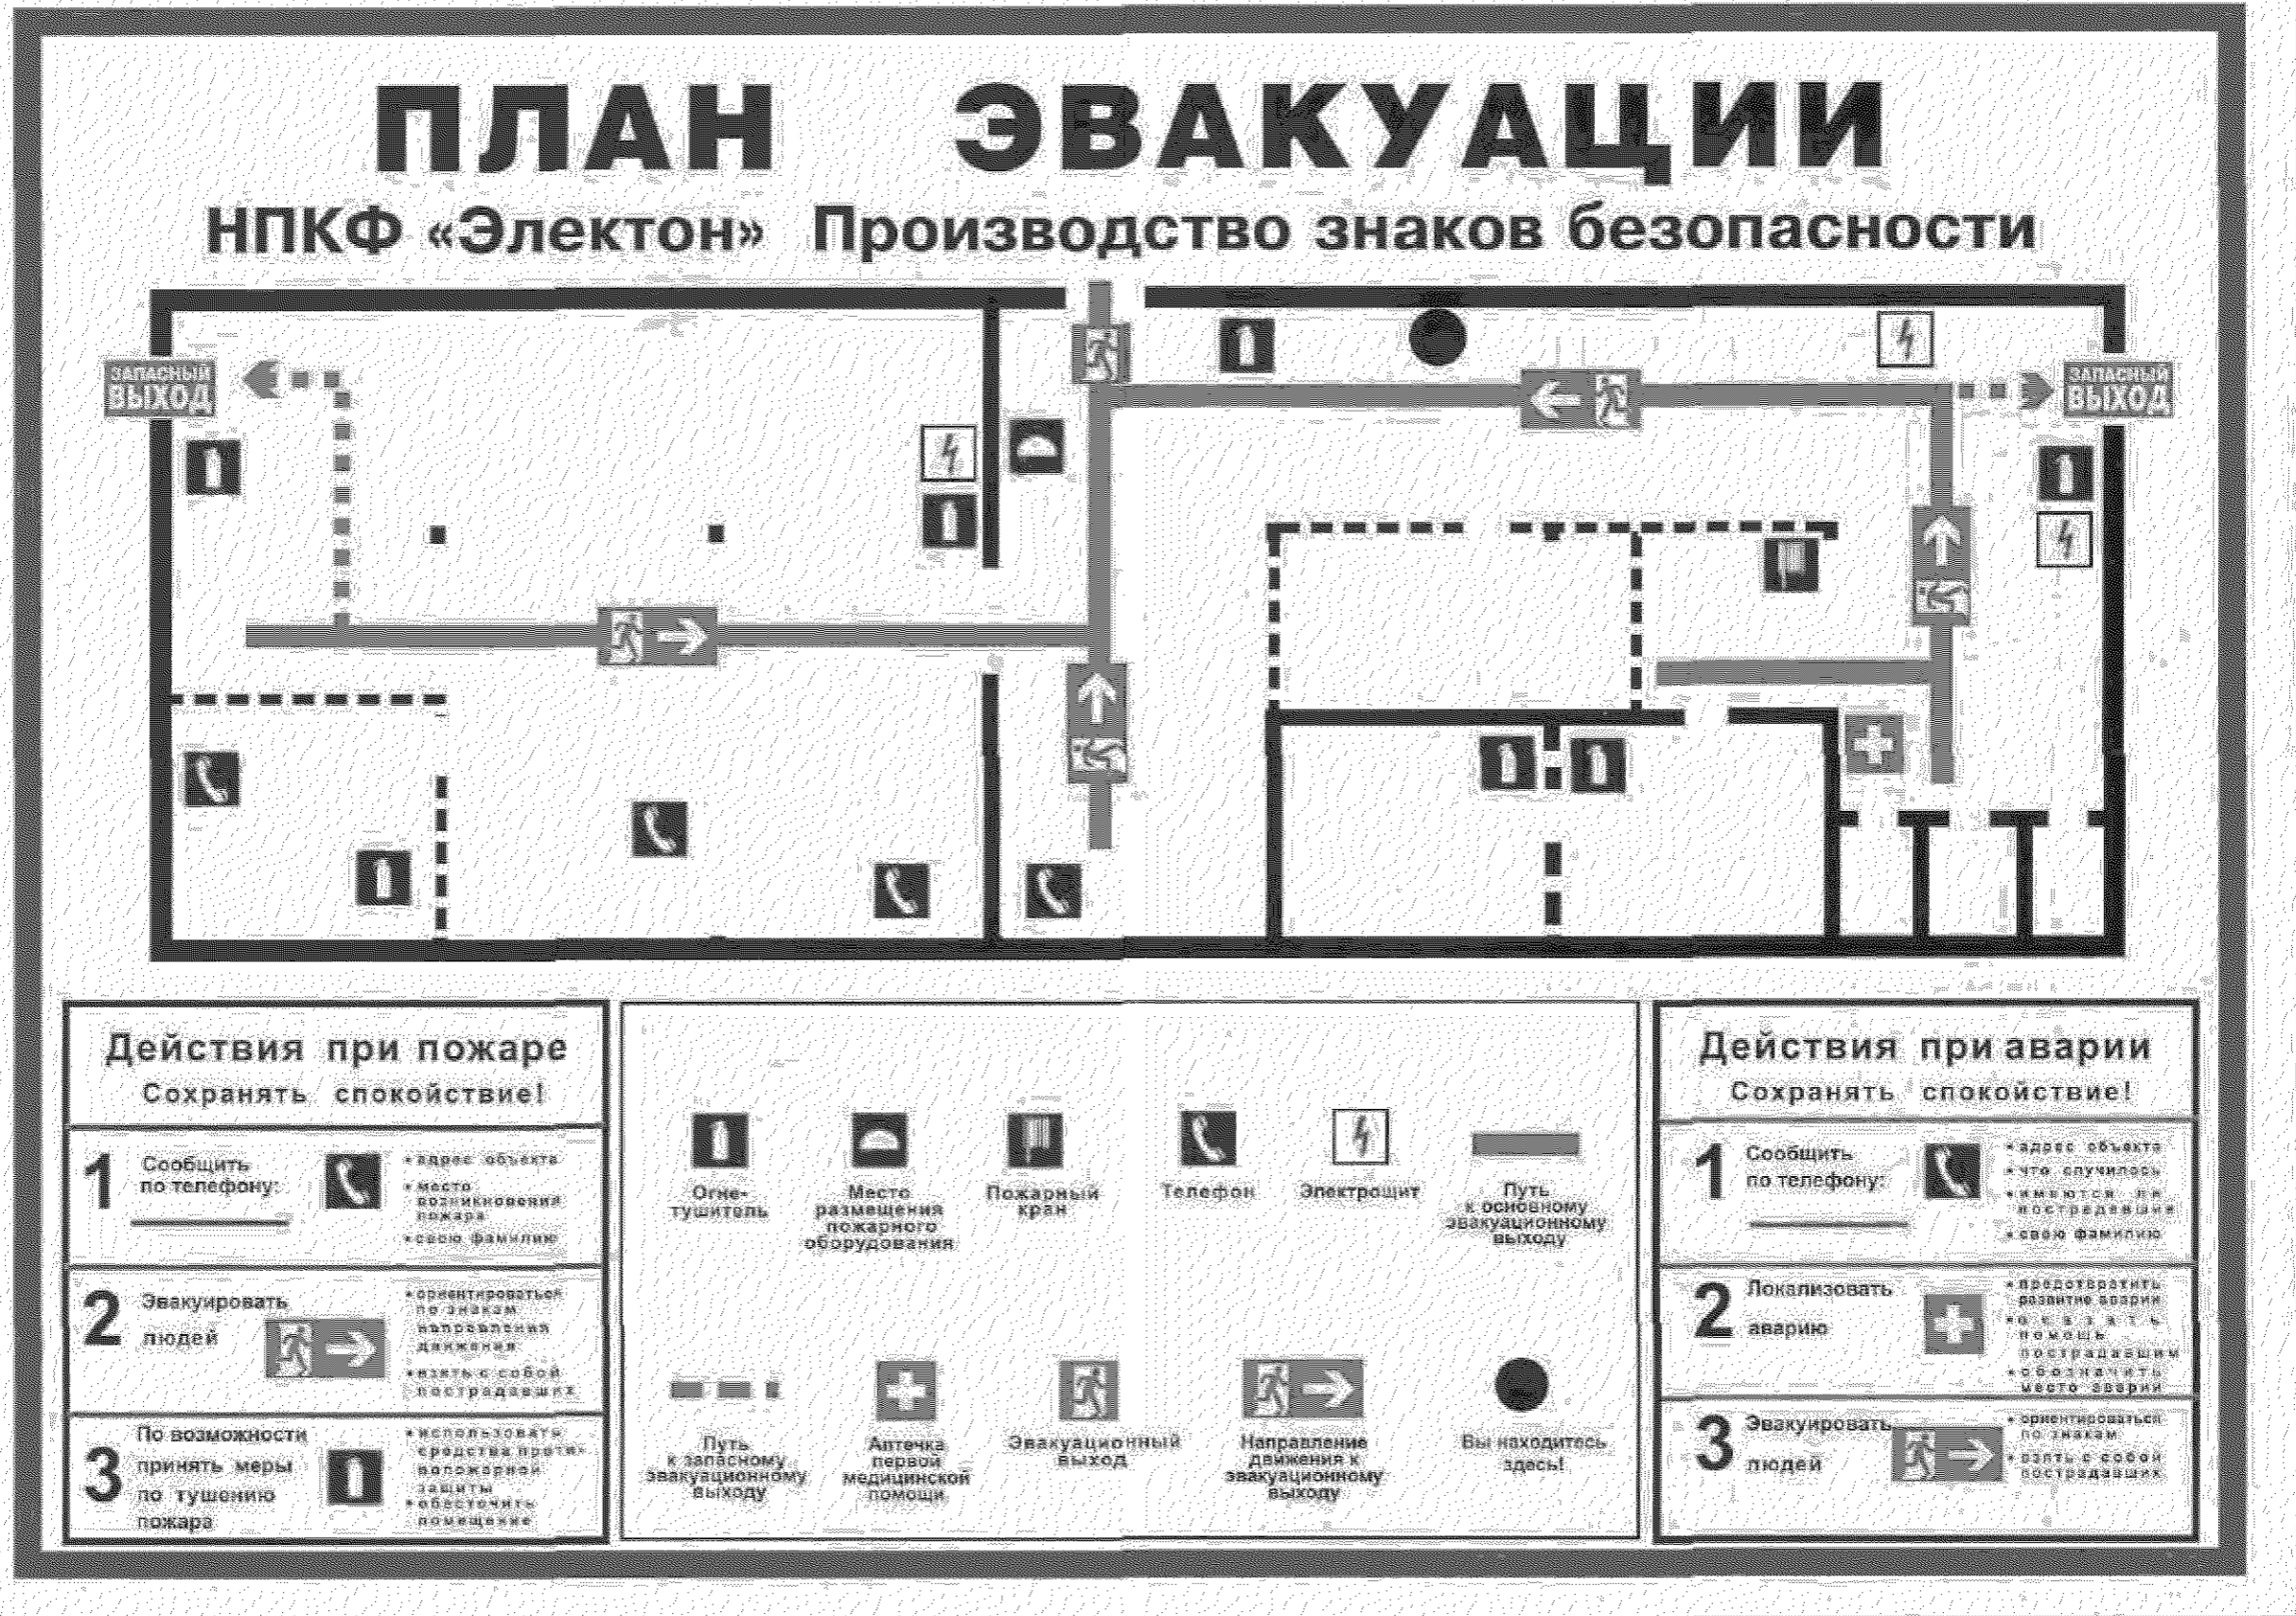 ПЛАН ЭВАКУАЦИИ
НПКФ «Электон» Производство знаков безопасности
ЗАПАСНЫЙ
ВЫХОД
ЗАПАСНЫЙ
ВЫХОД
Действия при пожаре
Сохранять спокойствие!
1
Сообщить
по телефону:
• адрес объекта
• место
возникновения
пожара
• свою фамилию
2
Эвакуировать
людей
• ориентироваться
по знакам
направления
движения
• взять с собой
пострадавших
3
По возможности
принять меры
по тушению
пожара
• использовать
средства проти-
вопожарной
защиты
• обесточить
помещение
Огне-
тушитель
Место
размещения
пожарного
оборудования
Пожарный
кран
Телефон
Электрощит
Путь
к основному
эвакуационному
выходу
Путь
к запасному
эвакуационному
выходу
Аптечка
первой
медицинской
помощи
Эвакуационный
выход
Направление
движения к
эвакуационному
выходу
Вы находитесь
здесь!
Действия при аварии
Сохранять спокойствие!
1
Сообщить
по телефону:
• адрес объекта
• что случилось
• имеются ли
пострадавшие
• свою фамилию
2
Локализовать
аварию
• предотвратить
развитие аварии
• оказать
помощь
пострадавшим
• обозначить
место аварии
3
Эвакуировать
людей
• ориентироваться
по знакам
• взять с собой
пострадавших